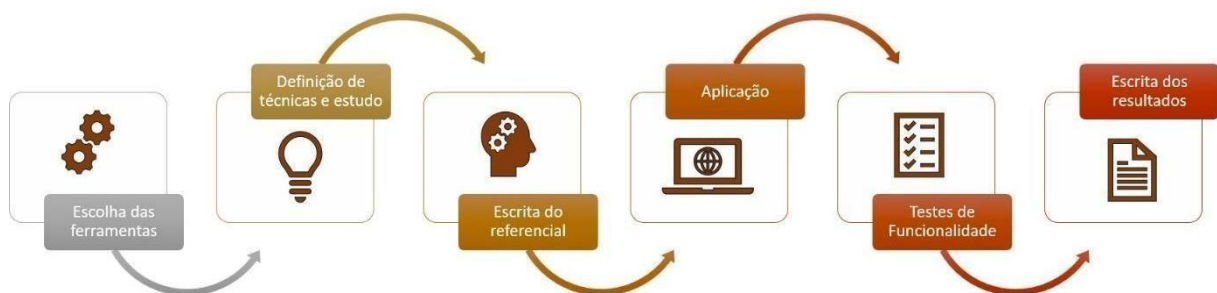 Escolha das
ferramentas
Definição de
técnicas e estudo
Escrita do
referencial
Aplicação
Testes de
Funcionalidade
Escrita dos
resultados